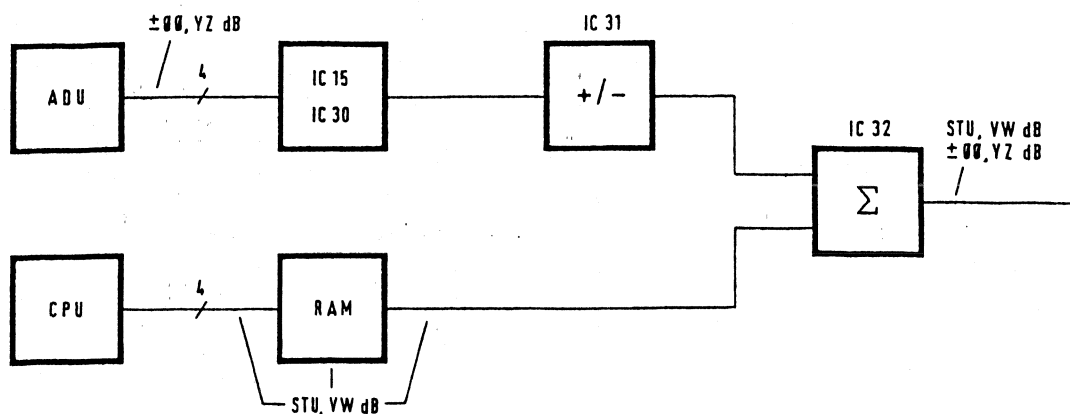 ±00, YZ dB
IC 31
ADU
4
IC 15
IC 30
+/-
IC 32
STU, VW dB
±00, YZ dB
Σ
CPU
4
RAM
STU, VW dB